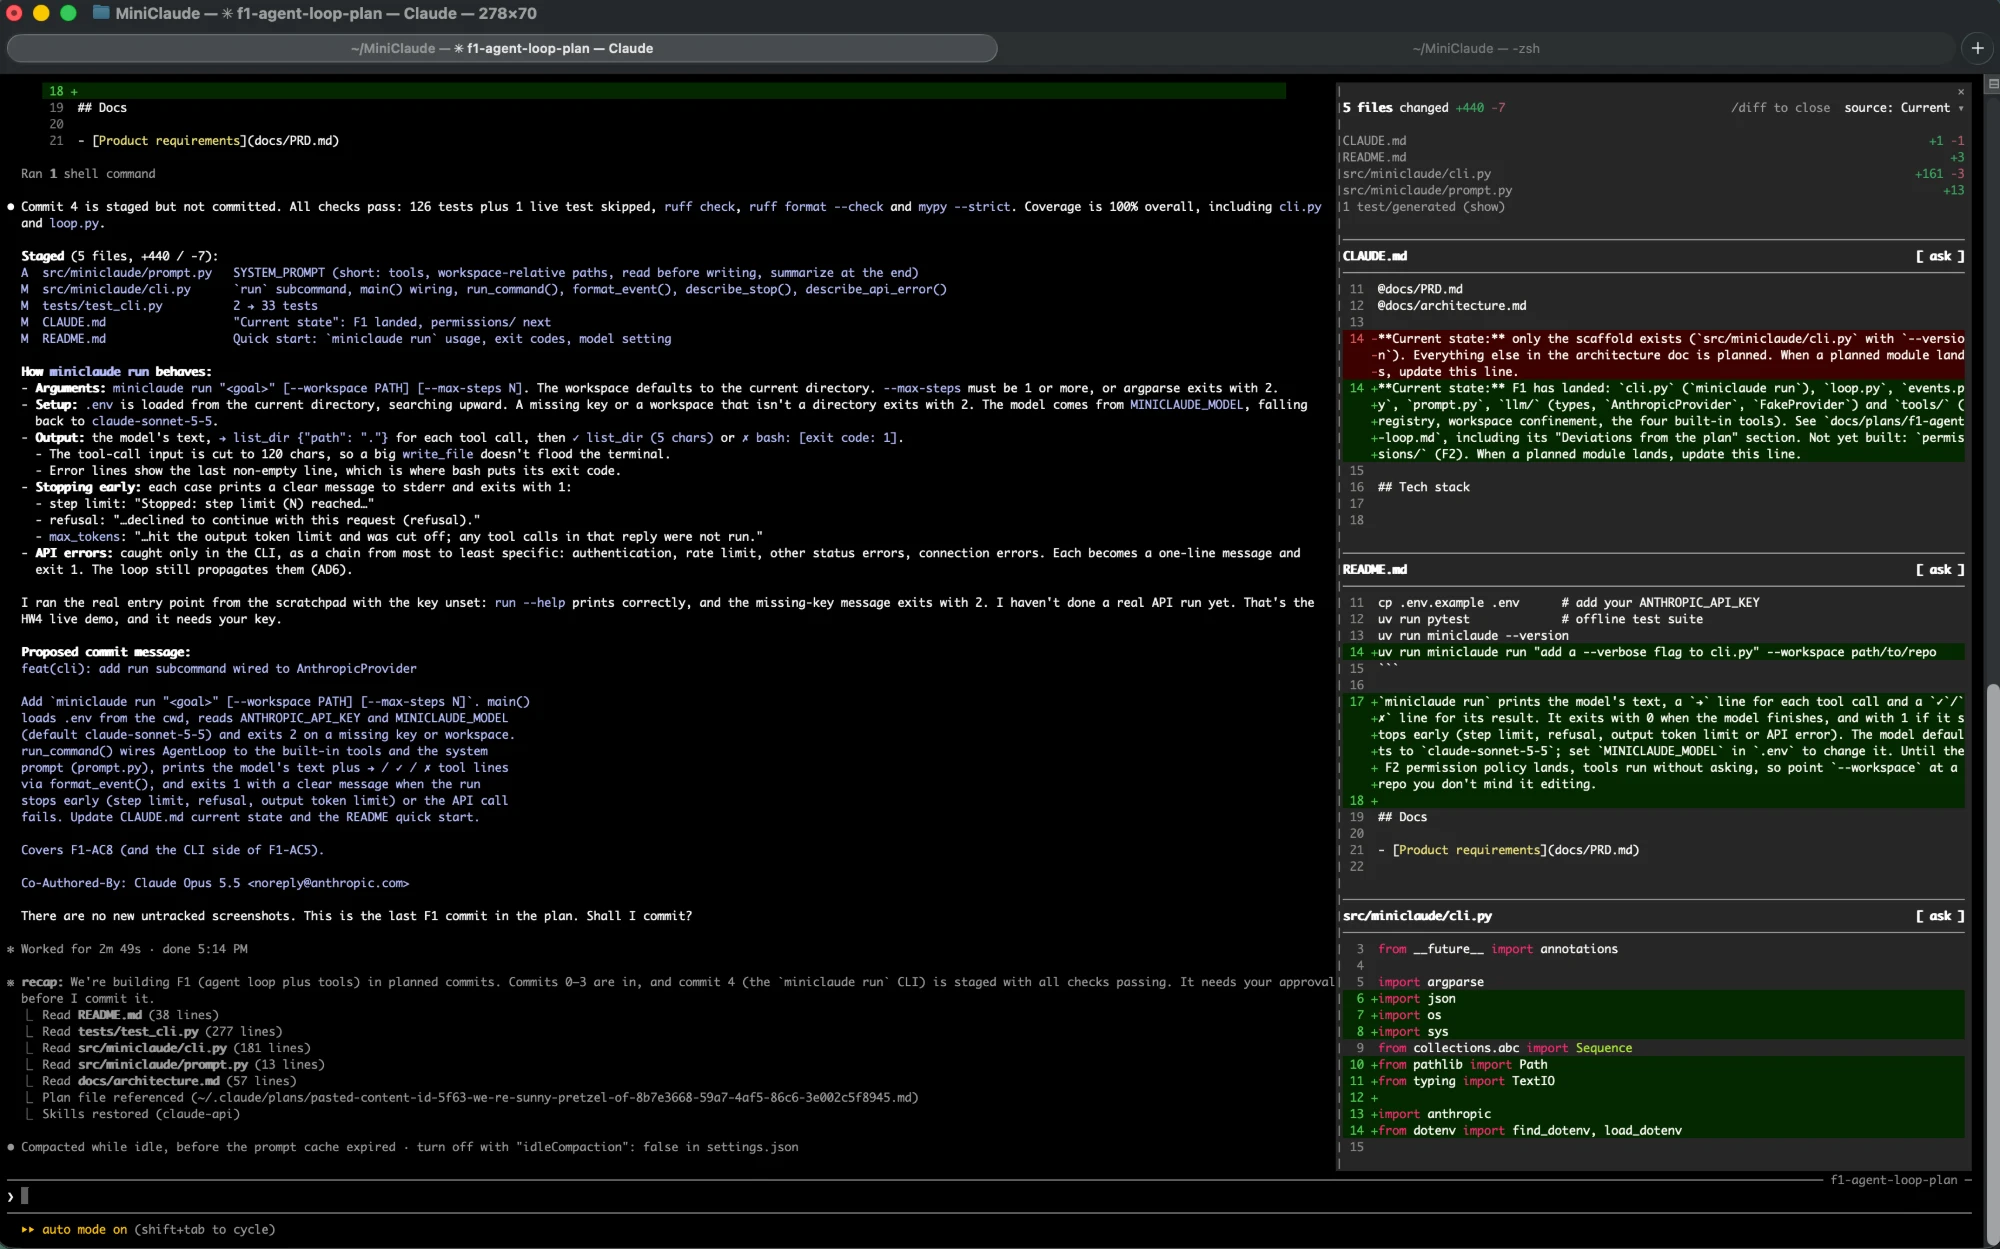 MiniClaude — ✳ f1-agent-loop-plan — Claude — 278×70
~/MiniClaude — ✳ f1-agent-loop-plan — Claude
~/MiniClaude — -zsh
+
18 +
19 ## Docs
20
21 - [Product requirements](docs/PRD.md)
Ran 1 shell command
● Commit 4 is staged but not committed. All checks pass: 126 tests plus 1 live test skipped, ruff check, ruff format --check and mypy --strict. Coverage is 100% overall, including cli.py
and loop.py.
Staged (5 files, +440 / -7):
A src/miniclaude/prompt.py SYSTEM_PROMPT (short: tools, workspace-relative paths, read before writing, summarize at the end)
M src/miniclaude/cli.py `run` subcommand, main() wiring, run_command(), format_event(), describe_stop(), describe_api_error()
M tests/test_cli.py 2 → 33 tests
M CLAUDE.md "Current state": F1 landed, permissions/ next
M README.md Quick start: `miniclaude run` usage, exit codes, model setting
How miniclaude run behaves:
- Arguments: miniclaude run "<goal>" [--workspace PATH] [--max-steps N]. The workspace defaults to the current directory. --max-steps must be 1 or more, or argparse exits with 2.
- Setup: .env is loaded from the current directory, searching upward. A missing key or a workspace that isn't a directory exits with 2. The model comes from MINICLAUDE_MODEL, falling
back to claude-sonnet-5-5.
- Output: the model's text, → list_dir {"path": "."} for each tool call, then ✓ list_dir (5 chars) or ✗ bash: [exit code: 1].
- The tool-call input is cut to 120 chars, so a big write_file doesn't flood the terminal.
- Error lines show the last non-empty line, which is where bash puts its exit code.
- Stopping early: each case prints a clear message to stderr and exits with 1:
- step limit: "Stopped: step limit (N) reached…"
- refusal: "…declined to continue with this request (refusal)."
- max_tokens: "…hit the output token limit and was cut off; any tool calls in that reply were not run."
- API errors: caught only in the CLI, as a chain from most to least specific: authentication, rate limit, other status errors, connection errors. Each becomes a one-line message and
exit 1. The loop still propagates them (AD6).
I ran the real entry point from the scratchpad with the key unset: run --help prints correctly, and the missing-key message exits with 2. I haven't done a real API run yet. That's the
HW4 live demo, and it needs your key.
Proposed commit message:
feat(cli): add run subcommand wired to AnthropicProvider
Add `miniclaude run "<goal>" [--workspace PATH] [--max-steps N]`. main()
loads .env from the cwd, reads ANTHROPIC_API_KEY and MINICLAUDE_MODEL
(default claude-sonnet-5-5) and exits 2 on a missing key or workspace.
run_command() wires AgentLoop to the built-in tools and the system
prompt (prompt.py), prints the model's text plus → / ✓ / ✗ tool lines
via format_event(), and exits 1 with a clear message when the run
stops early (step limit, refusal, output token limit) or the API call
fails. Update CLAUDE.md current state and the README quick start.
Covers F1-AC8 (and the CLI side of F1-AC5).
Co-Authored-By: Claude Opus 5.5 <noreply@anthropic.com>
There are no new untracked screenshots. This is the last F1 commit in the plan. Shall I commit?
✻ Worked for 2m 49s · done 5:14 PM
※ recap: We're building F1 (agent loop plus tools) in planned commits. Commits 0–3 are in, and commit 4 (the `miniclaude run` CLI) is staged with all checks passing. It needs your approval
before I commit it.
⎿ Read README.md (38 lines)
⎿ Read tests/test_cli.py (277 lines)
⎿ Read src/miniclaude/cli.py (181 lines)
⎿ Read src/miniclaude/prompt.py (13 lines)
⎿ Read docs/architecture.md (57 lines)
⎿ Plan file referenced (~/.claude/plans/pasted-content-id-5f63-we-re-sunny-pretzel-of-8b7e3668-59a7-4af5-86c6-3e002c5f8945.md)
⎿ Skills restored (claude-api)
● Compacted while idle, before the prompt cache expired · turn off with "idleCompaction": false in settings.json
f1-agent-loop-plan
❯
⏵⏵ auto mode on (shift+tab to cycle)
×
5 files changed +440 -7 /diff to close source: Current ▾
CLAUDE.md +1 -1
README.md +3
src/miniclaude/cli.py +161 -3
src/miniclaude/prompt.py +13
1 test/generated (show)
CLAUDE.md [ ask ]
11 @docs/PRD.md
12 @docs/architecture.md
13
14 -**Current state:** only the scaffold exists (`src/miniclaude/cli.py` with `--versio
-n`). Everything else in the architecture doc is planned. When a planned module land
-s, update this line.
14 +**Current state:** F1 has landed: `cli.py` (`miniclaude run`), `loop.py`, `events.p
+y`, `prompt.py`, `llm/` (types, `AnthropicProvider`, `FakeProvider`) and `tools/` (
+registry, workspace confinement, the four built-in tools). See `docs/plans/f1-agent
+-loop.md`, including its "Deviations from the plan" section. Not yet built: `permis
+sions/` (F2). When a planned module lands, update this line.
15
16 ## Tech stack
17
18
README.md [ ask ]
11 cp .env.example .env # add your ANTHROPIC_API_KEY
12 uv run pytest # offline test suite
13 uv run miniclaude --version
14 +uv run miniclaude run "add a --verbose flag to cli.py" --workspace path/to/repo
15 ```
16
17 +`miniclaude run` prints the model's text, a `→` line for each tool call and a `✓`/`
+✗` line for its result. It exits with 0 when the model finishes, and with 1 if it s
+tops early (step limit, refusal, output token limit or API error). The model defaul
+ts to `claude-sonnet-5-5`; set `MINICLAUDE_MODEL` in `.env` to change it. Until the
+ F2 permission policy lands, tools run without asking, so point `--workspace` at a
+repo you don't mind it editing.
18 +
19 ## Docs
20
21 - [Product requirements](docs/PRD.md)
22
src/miniclaude/cli.py [ ask ]
3 from __future__ import annotations
4
5 import argparse
6 +import json
7 +import os
8 +import sys
9 from collections.abc import Sequence
10 +from pathlib import Path
11 +from typing import TextIO
12 +
13 +import anthropic
14 +from dotenv import find_dotenv, load_dotenv
15